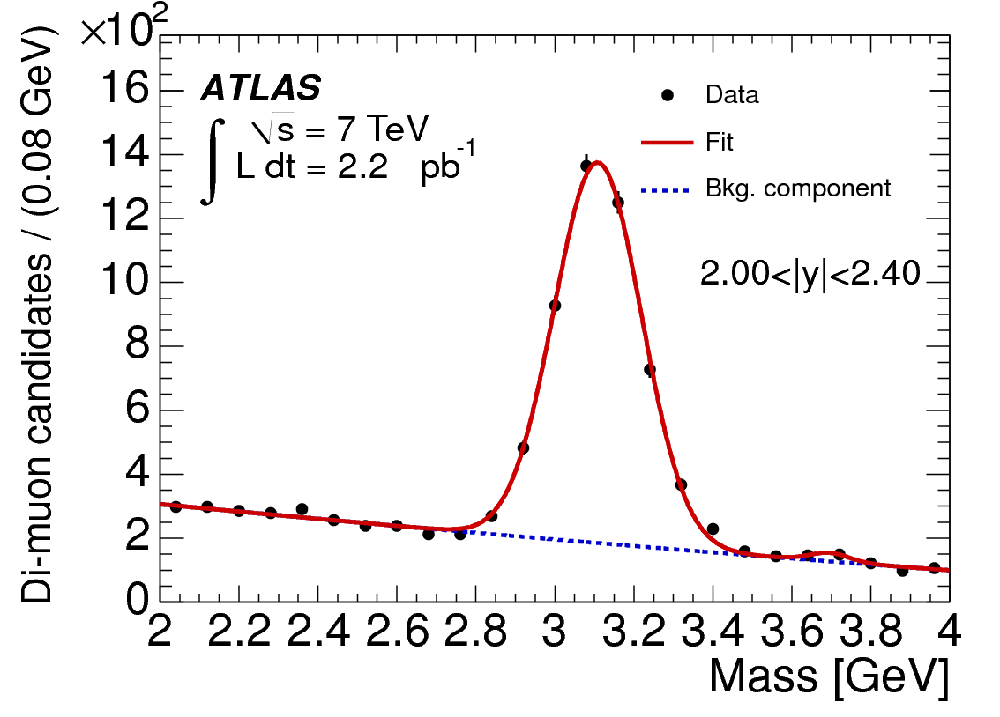 ×10²
Di-muon candidates / (0.08 GeV)
16
14
12
10
8
6
4
2
0
ATLAS
∫ √s = 7 TeV
L dt = 2.2 pb⁻¹
Data
Fit
Bkg. component
2.00<|y|<2.40
2 2.2 2.4 2.6 2.8 3 3.2 3.4 3.6 3.8 4
Mass [GeV]